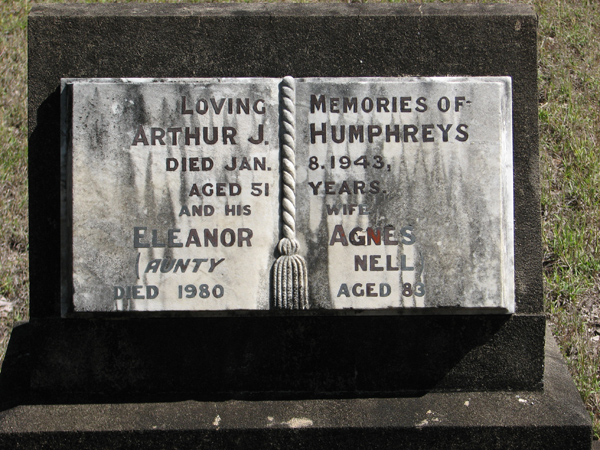 LOVING MEMORIES OF
ARTHUR J. HUMPHREYS
DIED JAN. 8. 1943,
AGED 51 YEARS.
AND HIS WIFE
ELEANOR AGNES
(AUNTY NELL)
DIED 1980 AGED 83